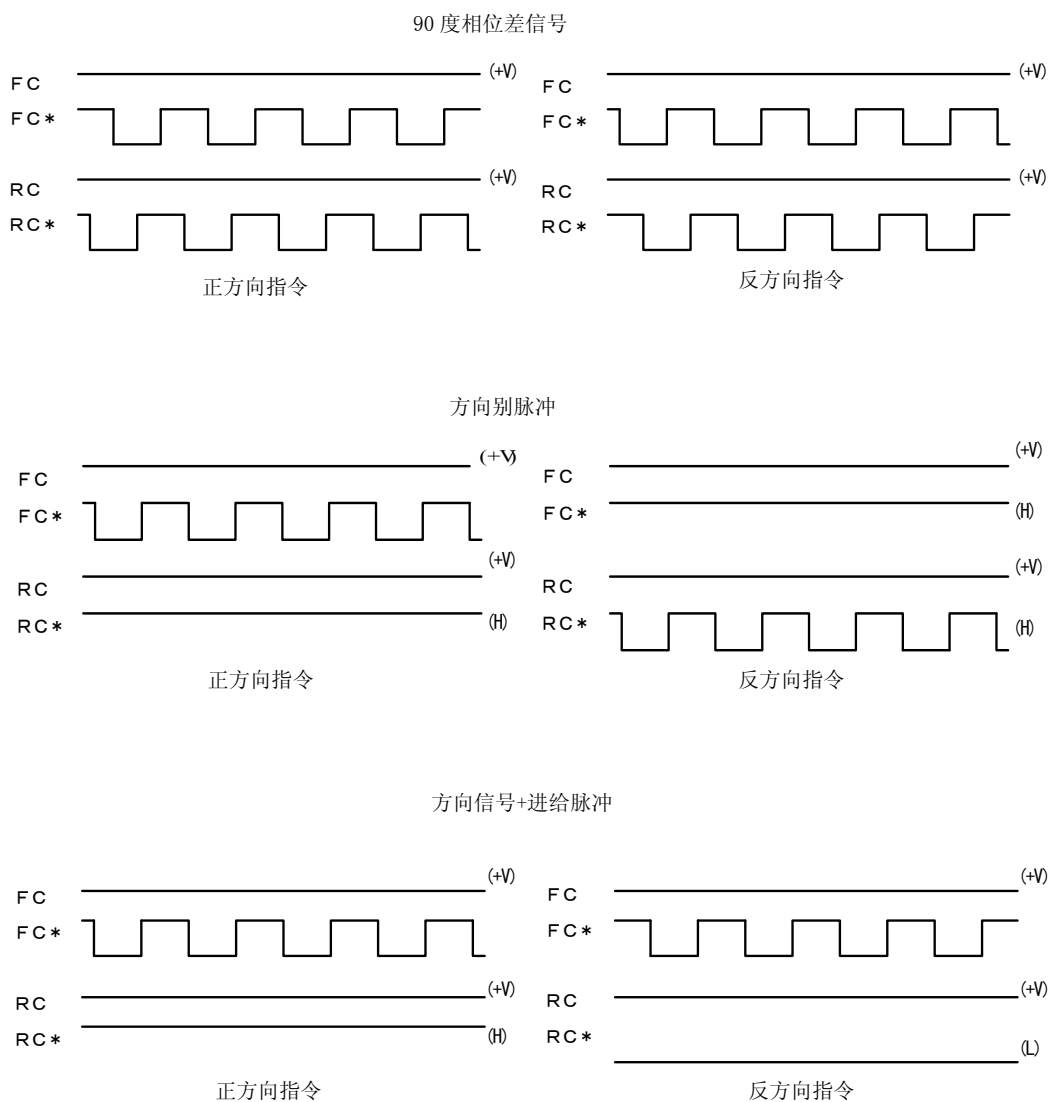 90 度相位差信号
FC (+V)
FC*
RC (+V)
RC*
正方向指令
FC (+V)
FC*
RC (+V)
RC*
反方向指令
方向别脉冲
FC (+V)
FC*
RC (+V)
RC* (H)
正方向指令
FC (+V)
FC* (H)
RC (+V)
RC* (H)
反方向指令
方向信号+进给脉冲
FC (+V)
FC*
RC (+V)
RC* (H)
正方向指令
FC (+V)
FC*
RC (+V)
RC* (L)
反方向指令